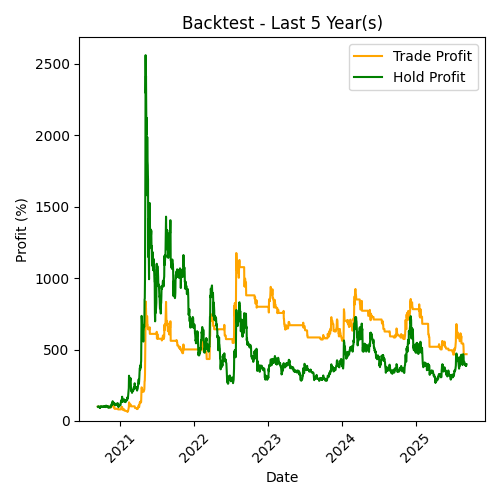 Backtest - Last 5 Year(s)
Trade Profit
Hold Profit
Profit (%)
2500
2000
1500
1000
500
0
2021
2022
2023
2024
2025
Date